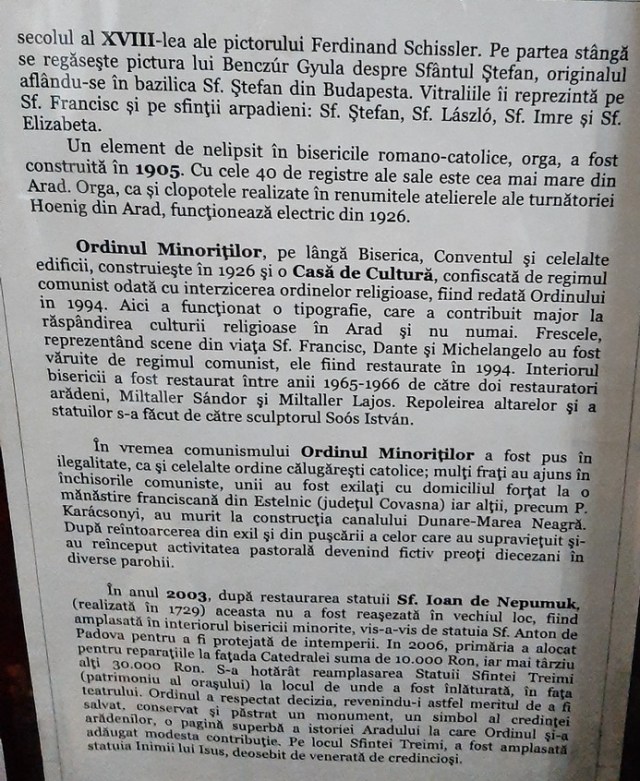 secolul al XVIII-lea ale pictorului Ferdinand Schissler. Pe partea stângă
se regăsește pictura lui Benczúr Gyula despre Sfântul Ştefan, originalul
aflându-se în bazilica Sf. Ştefan din Budapesta. Vitraliile îi reprezintă pe
Sf. Francisc şi pe sfinţii arpadieni: Sf. Ştefan, Sf. László, Sf. Imre și Sf.
Elizabeta.
Un element de nelipsit în bisericile romano-catolice, orga, a fost
construită în 1905. Cu cele 40 de registre ale sale este cea mai mare din
Arad. Orga, ca şi clopotele realizate în renumitele atelierele ale turnătoriei
Hoenig din Arad, funcţionează electric din 1926.
Ordinul Minoriţilor, pe lângă Biserica, Conventul şi celelalte
edificii, construieşte în 1926 şi o Casă de Cultură, confiscată de regimul
comunist odată cu interzicerea ordinelor religioase, fiind redată Ordinului
in 1994. Aici a funcţionat o tipografie, care a contribuit major la
răspândirea culturii religioase în Arad şi nu numai. Frescele,
reprezentând scene din viaţa Sf. Francisc, Dante şi Michelangelo au fost
văruite de regimul comunist, ele fiind restaurate în 1994. Interiorul
bisericii a fost restaurat între anii 1965-1966 de către doi restauratori
arădeni, Miltaller Sándor şi Miltaller Lajos. Repoleirea altarelor şi a
statuilor s-a făcut de către sculptorul Soós István.
În vremea comunismului Ordinul Minoriţilor a fost pus în
ilegalitate, ca şi celelalte ordine călugăreşti catolice; mulţi frați au ajuns în
închisorile comuniste, unii au fost exilaţi cu domiciliul forţat la o
mănăstire franciscană din Estelnic (judeţul Covasna) iar alţii, precum P.
Karácsonyi, au murit la construcţia canalului Dunare-Marea Neagră.
După reîntoarcerea din exil şi din puşcării a celor care au supravieţuit şi-
au reînceput activitatea pastorală devenind fictiv preoţi diecezani în
diverse parohii.
În anul 2003, după restaurarea statuii Sf. Ioan de Nepumuk,
(realizată în 1729) aceasta nu a fost reaşezată în vechiul loc, fiind
amplasată în interiorul bisericii minorite, vis-a-vis de statuia Sf. Anton de
Padova pentru a fi protejată de intemperii. In 2006, primăria a alocat
pentru reparaţiile la faţada Catedralei suma de 10.000 Ron, iar mai târziu
alţi 30.000 Ron. S-a hotărât reamplasarea Statuii Sfintei Treimi
(patrimoniu al oraşului) la locul de unde a fost înlăturată, în faţa
teatrului. Ordinul a respectat decizia, revenindu-i astfel meritul de a fi
salvat, conservat şi păstrat un monument, un simbol al credinţei
arădenilor, o pagină superbă a istoriei Aradului la care Ordinul şi-a
adăugat modesta contribuţie. Pe locul Sfintei Treimi, a fost amplasată
statuia Inimii lui Isus, deosebit de venerată de credincioşi.